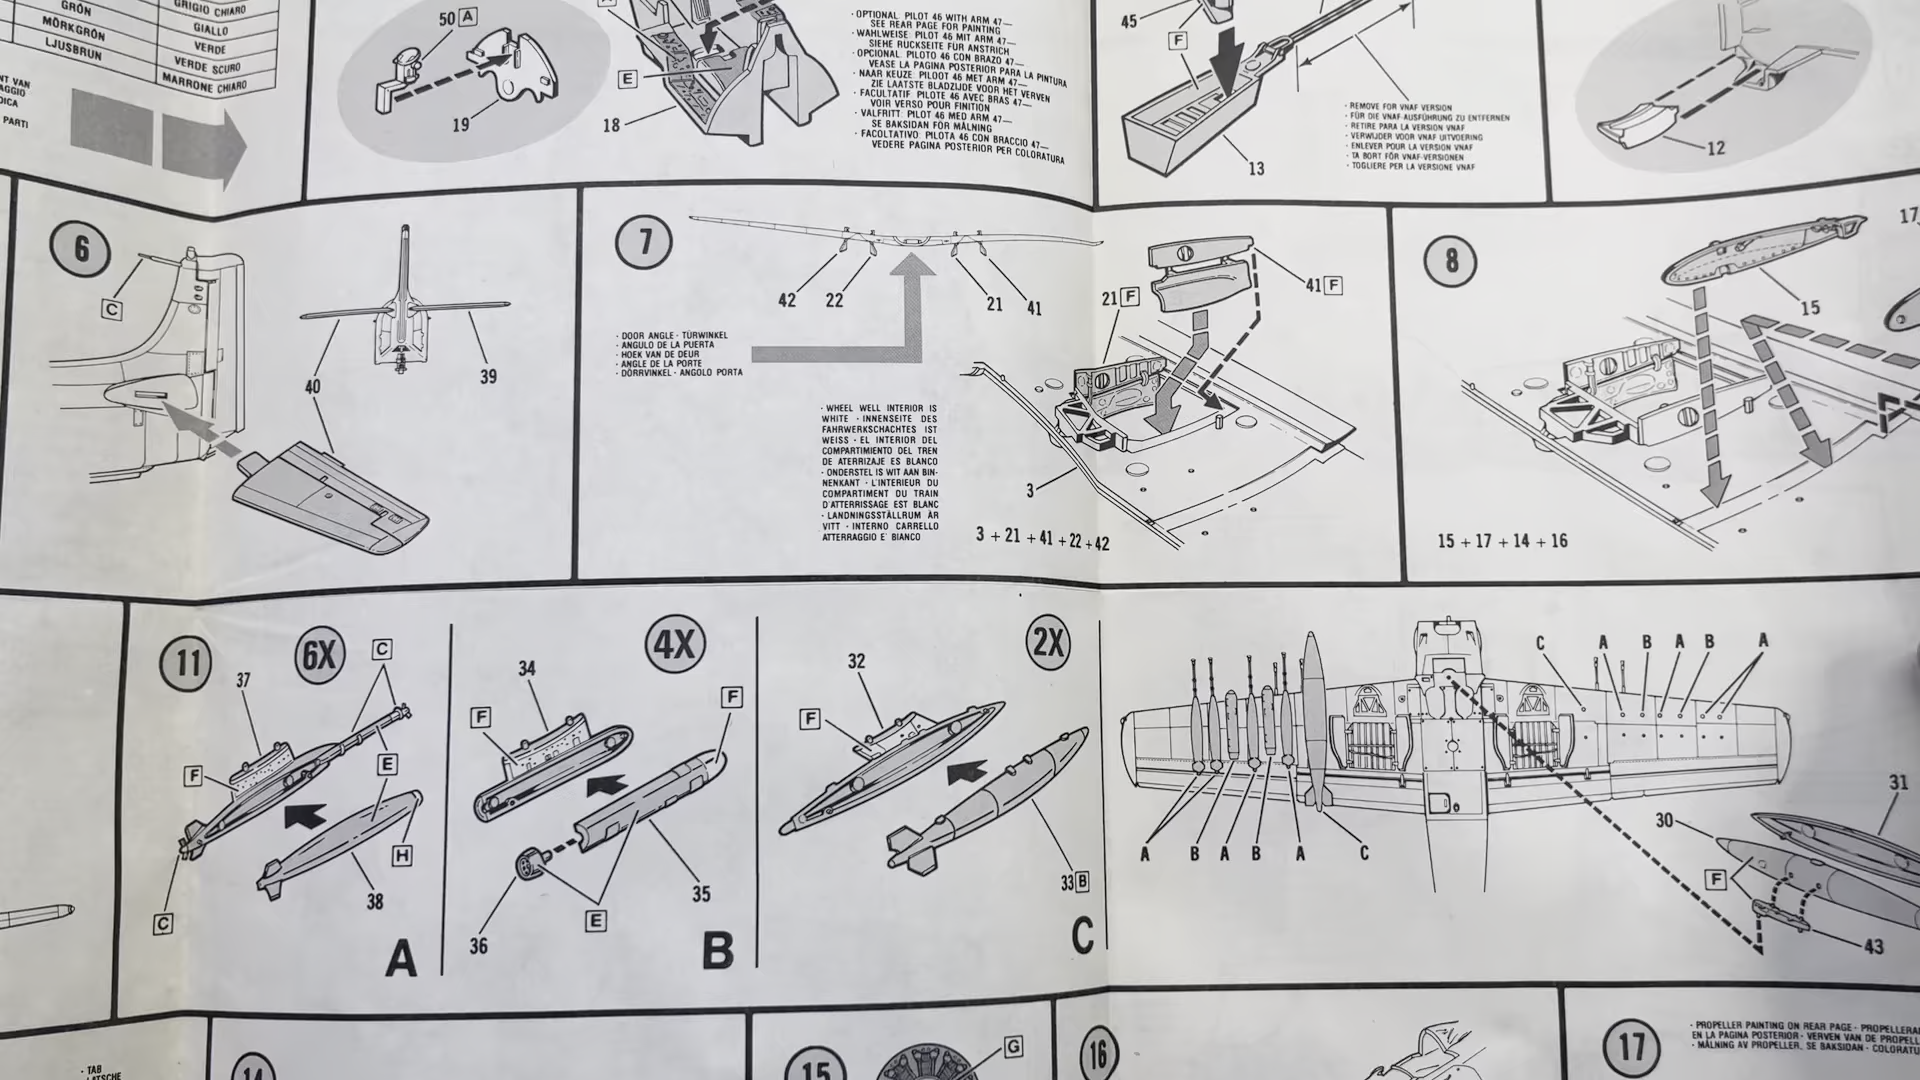 GRÖN
MÖRKGRÖN
LJUSBRUN
GRIGIO CHIARO
GIALLO
VERDE
VERDE SCURO
MARRONE CHIARO
NT VAN
AGGIO
DICA
PARTI
50 A
19
E
18
· OPTIONAL PILOT 46 WITH ARM 47—
SEE REAR PAGE FOR PAINTING
· WAHLWEISE: PILOT 46 MIT ARM 47—
SIEHE RUCKSEITE FUR ANSTRICH
· OPCIONAL PILOTO 46 CON BRAZO 47—
VEASE LA PAGINA POSTERIOR PARA LA PINTURA
· NAAR KEUZE: PILOOT 46 MET ARM 47—
ZIE LAATSTE BLADZIJDE VOOR HET VERVEN
· FACULTATIF: PILOTE 46 AVEC BRAS 47—
VOIR VERSO POUR FINITION
· VALFRITT: PILOT 46 MED ARM 47—
SE BAKSIDAN FÖR MÅLNING
· FACOLTATIVO: PILOTA 46 CON BRACCIO 47—
VEDERE PAGINA POSTERIOR PER COLORATURA
45
F
13
· REMOVE FOR VNAF VERSION
· FÜR DIE VNAF-AUSFÜHRUNG ZU ENTFERNEN
· RETIRE PARA LA VERSION VNAF
· VERWIJDER VOOR VNAF UITVOERING
· ENLEVER POUR LA VERSION VNAF
· TA BORT FÖR VNAF-VERSIONEN
· TOGLIERE PER LA VERSIONE VNAF
12
6
C
40
39
7
42
22
21
41
· DOOR ANGLE · TÜRWINKEL
· ANGULO DE LA PUERTA
· HOEK VAN DE DEUR
· ANGLE DE LA PORTE
· DÖRRVINKEL · ANGOLO PORTA
· WHEEL WELL INTERIOR IS
WHITE · INNENSEITE DES
FAHRWERKSCHACHTES IST
WEISS · EL INTERIOR DEL
COMPARTIMIENTO DEL TREN
DE ATERRIZAJE ES BLANCO
· ONDERSTEL IS WIT AAN BIN-
NENKANT · L'INTERIEUR DU
COMPARTIMENT DU TRAIN
D'ATTERRISSAGE EST BLANC
· LANDNINGSSTÄLLRUM ÄR
VITT · INTERNO CARRELLO
ATTERRAGGIO E' BIANCO
21 F
41 F
3
3 + 21 + 41 + 22 + 42
8
17
15
15 + 17 + 14 + 16
11
6X
C
37
F
E
H
38
C
A
4X
34
F
F
35
36
E
B
2X
32
F
33 B
C
C A B A B A
A B A B A C
30
31
F
43
· TAB
14
15
G
16
17
· PROPELLER PAINTING ON REAR PAGE · PROPELLERA
EN LA PAGINA POSTERIOR · VERVEN VAN DE PROPELL
· MÅLNING AV PROPELLER, SE BAKSIDAN · COLORATU